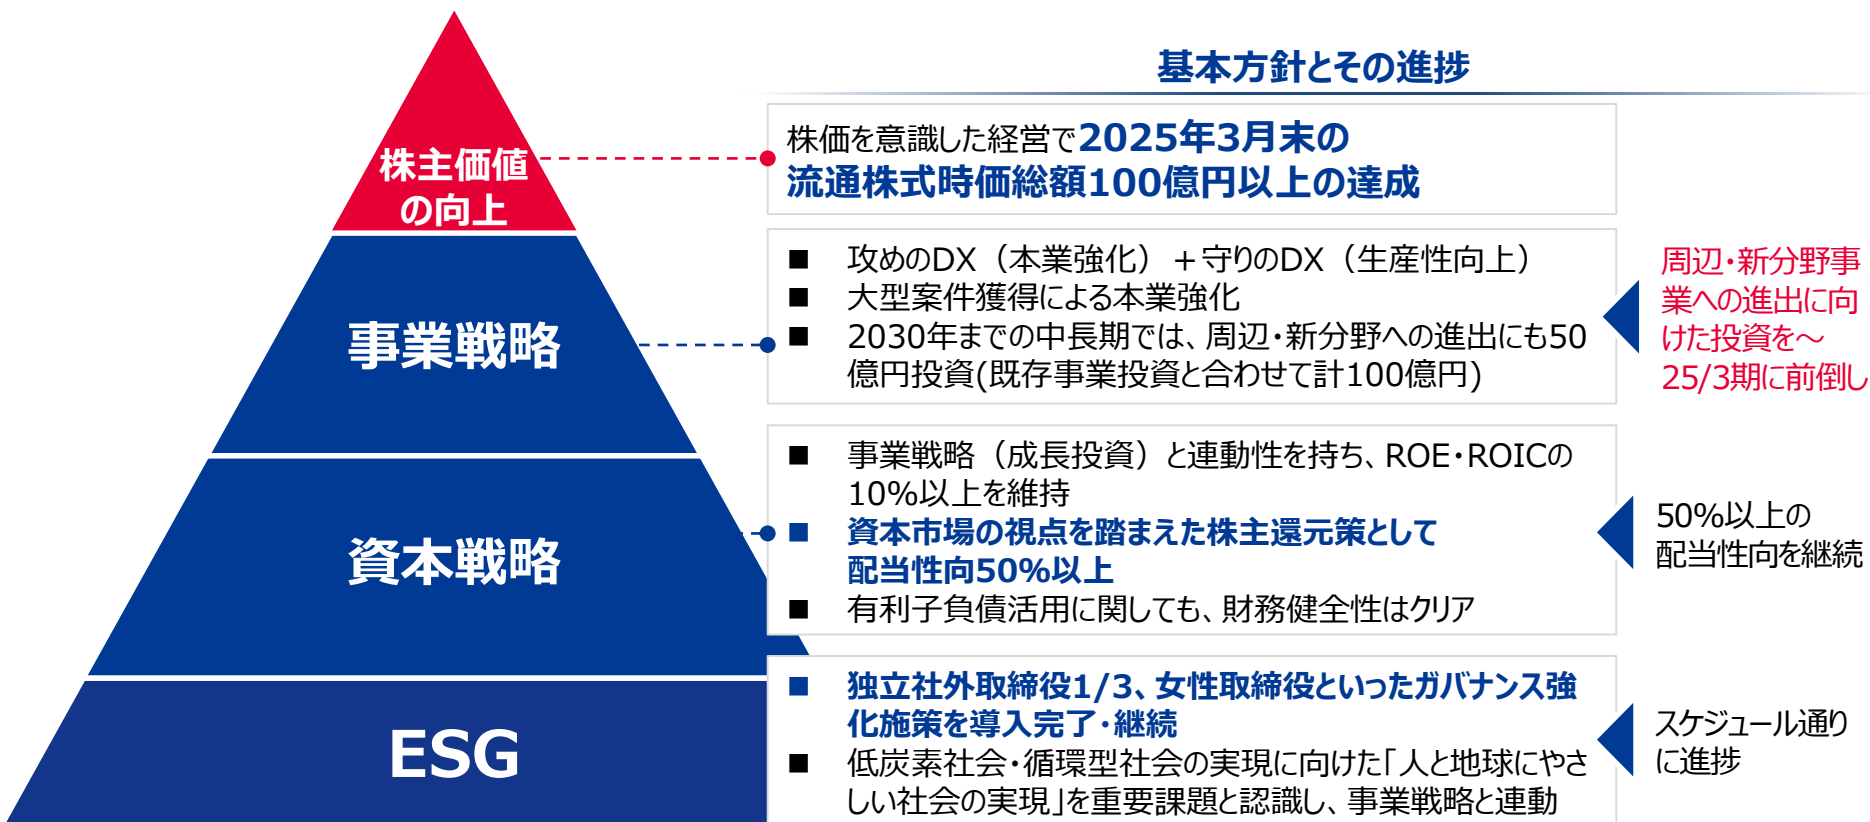 基本方針とその進捗
株主価値
の向上
株価を意識した経営で2025年3月末の
流通株式時価総額100億円以上の達成
事業戦略
■ 攻めのDX（本業強化）＋守りのDX（生産性向上）
■ 大型案件獲得による本業強化
■ 2030年までの中長期では、周辺・新分野への進出にも50
億円投資(既存事業投資と合わせて計100億円)
周辺・新分野事
業への進出に向
けた投資を～
25/3期に前倒し
資本戦略
■ 事業戦略（成長投資）と連動性を持ち、ROE・ROICの
10%以上を維持
■ 資本市場の視点を踏まえた株主還元策として
配当性向50%以上
■ 有利子負債活用に関しても、財務健全性はクリア
50%以上の
配当性向を継続
ESG
■ 独立社外取締役1/3、女性取締役といったガバナンス強
化施策を導入完了・継続
■ 低炭素社会・循環型社会の実現に向けた「人と地球にやさ
しい社会の実現」を重要課題と認識し、事業戦略と連動
スケジュール通り
に進捗